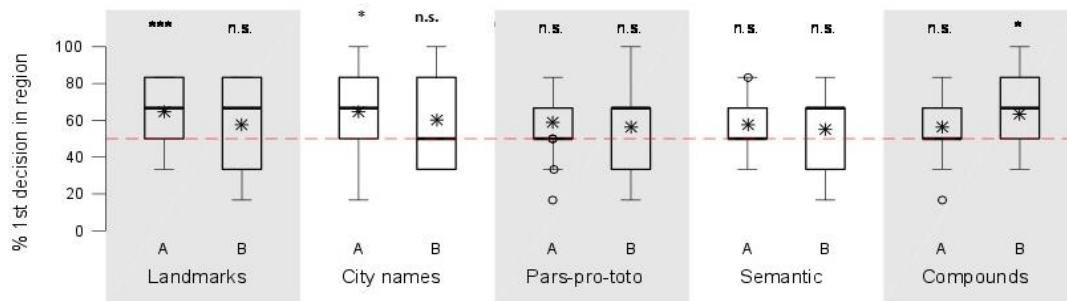 *** n.s. * n.s. n.s. n.s. n.s. n.s. n.s. *
100
80
60
40
20
0
% 1st decision in region
A B A B A B A B A B
Landmarks City names Pars-pro-toto Semantic Compounds